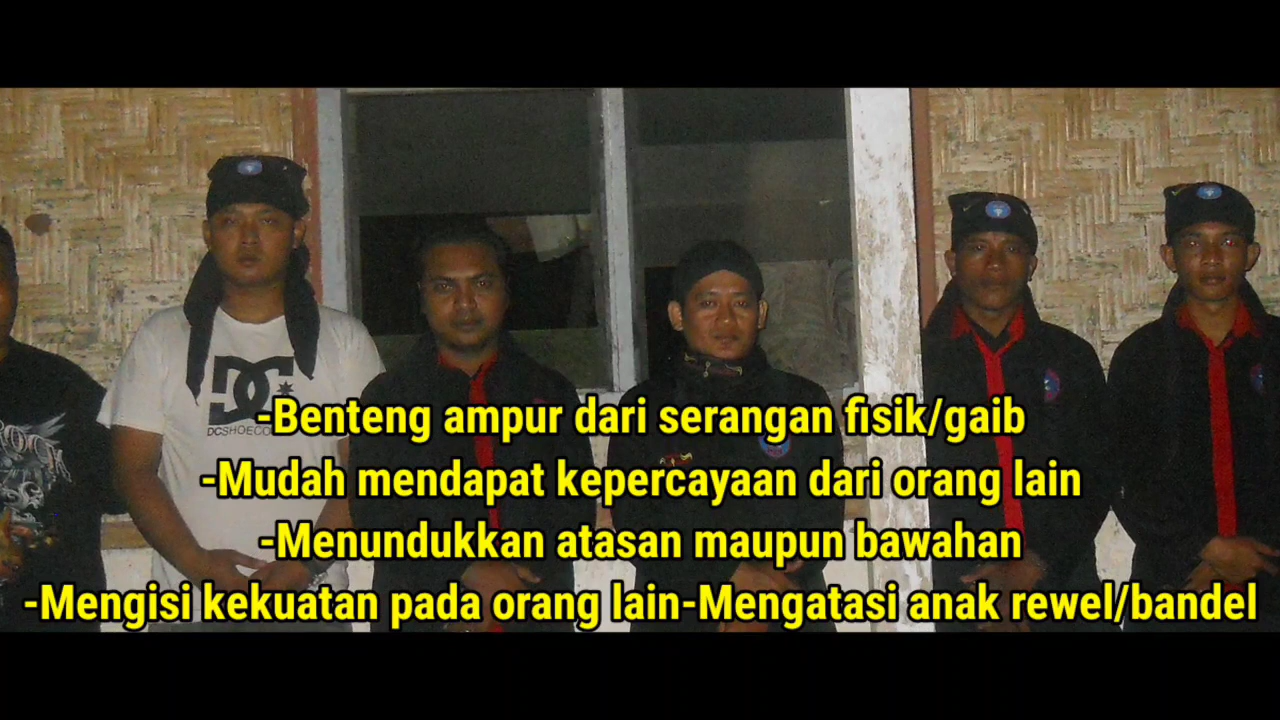 DCSHOECO
-Benteng ampur dari serangan fisik/gaib
-Mudah mendapat kepercayaan dari orang lain
-Menundukkan atasan maupun bawahan
-Mengisi kekuatan pada orang lain-Mengatasi anak rewel/bandel